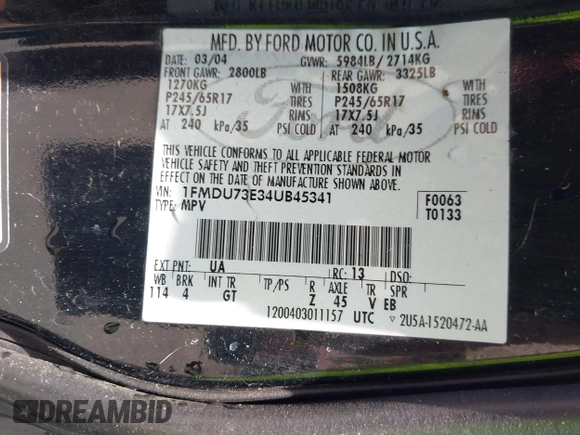 MFD. BY FORD MOTOR CO. IN U.S.A.
DATE: 03/04 GVWR: 5984LB/ 2714KG
FRONT GAWR: 2800LB REAR GAWR: 3325LB
1270KG WITH 1508KG WITH
P245/65R17 TIRES P245/65R17 TIRES
17X7.5J RIMS 17X7.5J RIMS
AT 240 kPa/35 PSI COLD AT 240 kPa/35 PSI COLD
THIS VEHICLE CONFORMS TO ALL APPLICABLE FEDERAL MOTOR
VEHICLE SAFETY AND THEFT PREVENTION STANDARDS IN
EFFECT ON THE DATE OF MANUFACTURE SHOWN ABOVE.
VIN: 1FMDU73E34UB45341 F0063
TYPE: MPV T0133
Ford
EXT PNT: UA RC: 13 DSO:
WB BRK INT TR TP/PS R AXLE TR SPR
114 4 GT Z 45 V EB
1200403011157 UTC 2U5A-1520472-AA
DREAMBID